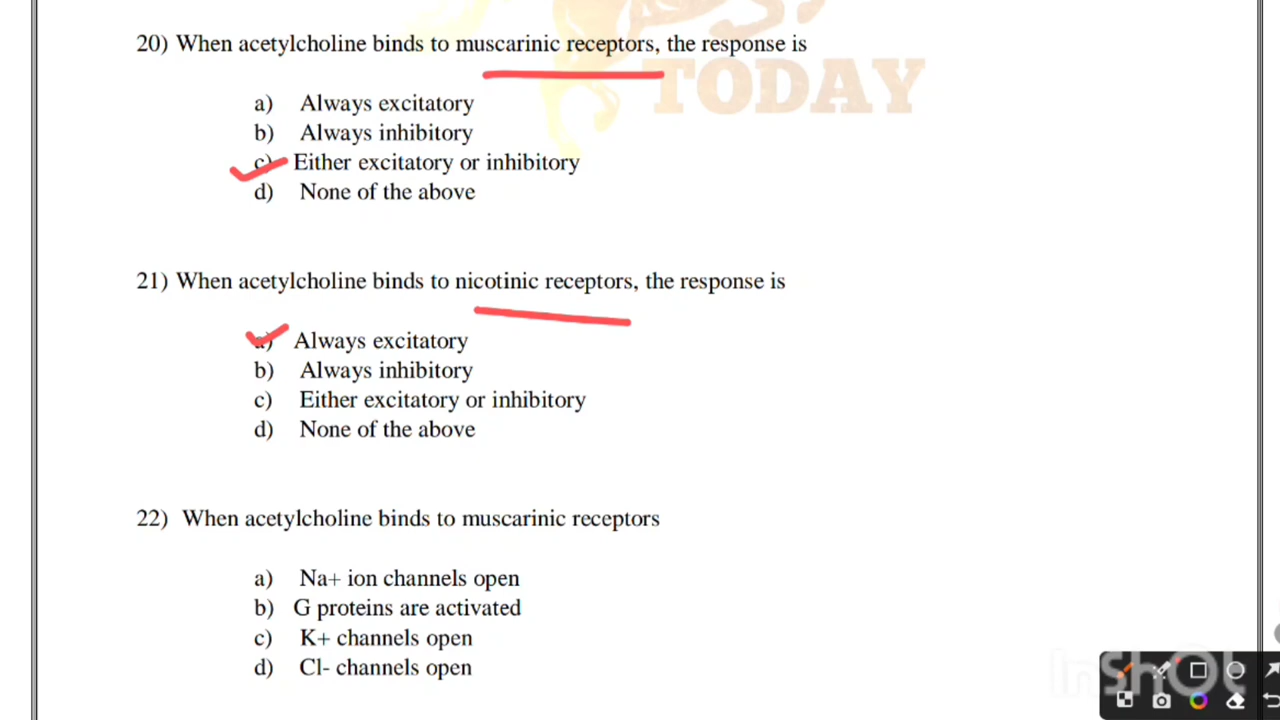 20) When acetylcholine binds to muscarinic receptors, the response is
TODAY
a) Always excitatory
b) Always inhibitory
c) Either excitatory or inhibitory
d) None of the above
21) When acetylcholine binds to nicotinic receptors, the response is
a) Always excitatory
b) Always inhibitory
c) Either excitatory or inhibitory
d) None of the above
22) When acetylcholine binds to muscarinic receptors
a) Na+ ion channels open
b) G proteins are activated
c) K+ channels open
d) Cl- channels open
InShOt